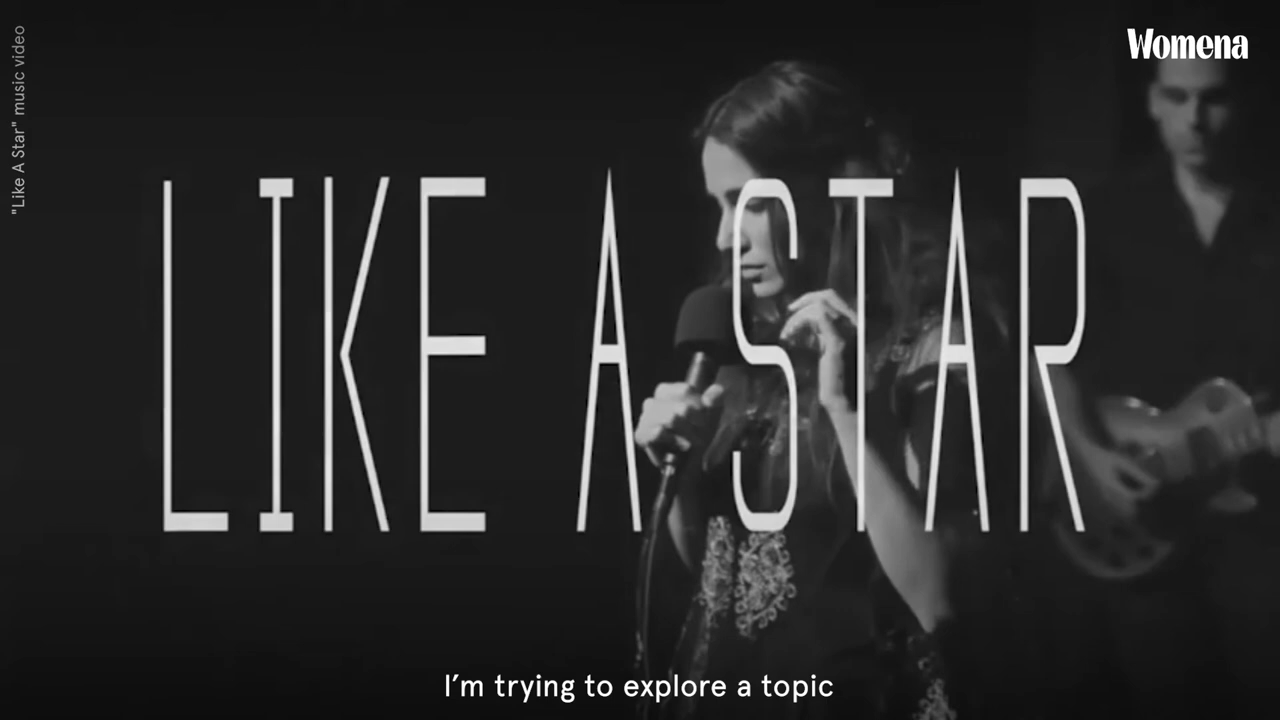 Womena
"Like A Star" music video
LIKE A STAR
I'm trying to explore a topic